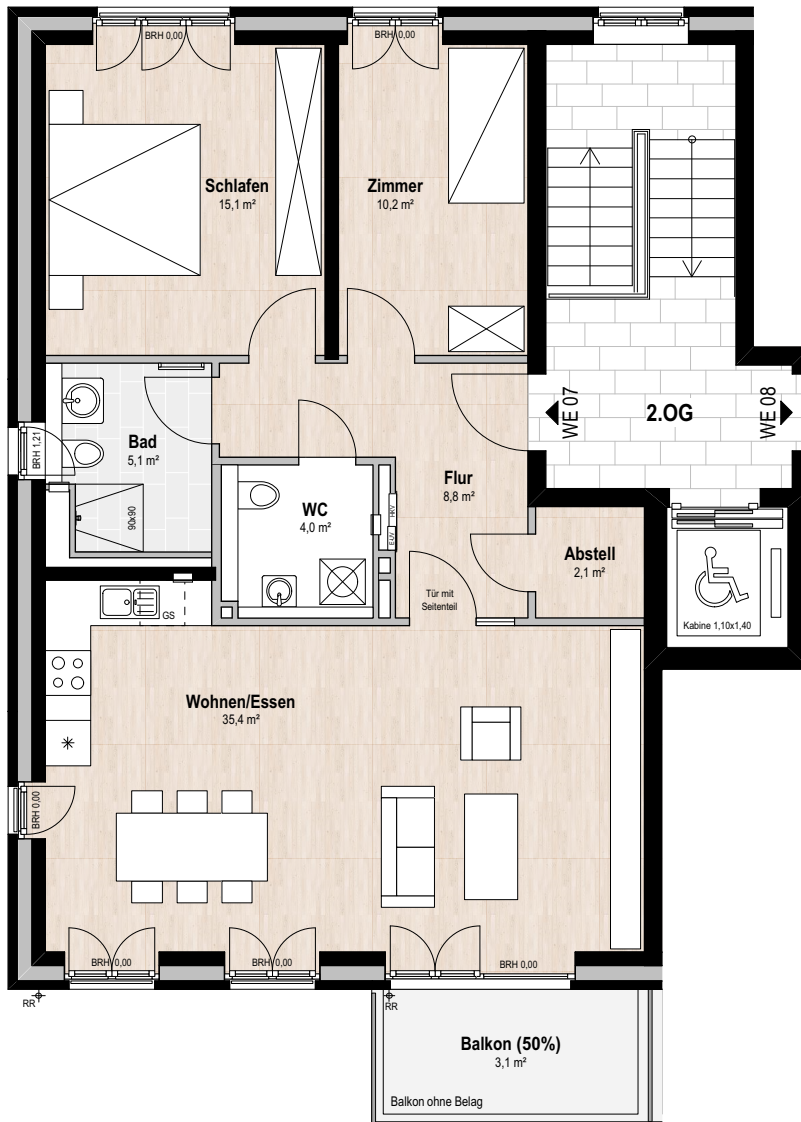 BRH 0,00
BRH 0,00
Schlafen
15,1 m²
Zimmer
10,2 m²
WE 07
2.OG
WE 08
BRH 1,21
Bad
5,1 m²
90x90
Flur
8,8 m²
WC
4,0 m²
HKV
EUV
Abstell
2,1 m²
Tür mit
Seitenteil
GS
Kabine 1,10x1,40
Wohnen/Essen
35,4 m²
BRH 0,00
BRH 0,00
BRH 0,00
BRH 0,00
RR
RR
Balkon (50%)
3,1 m²
Balkon ohne Belag